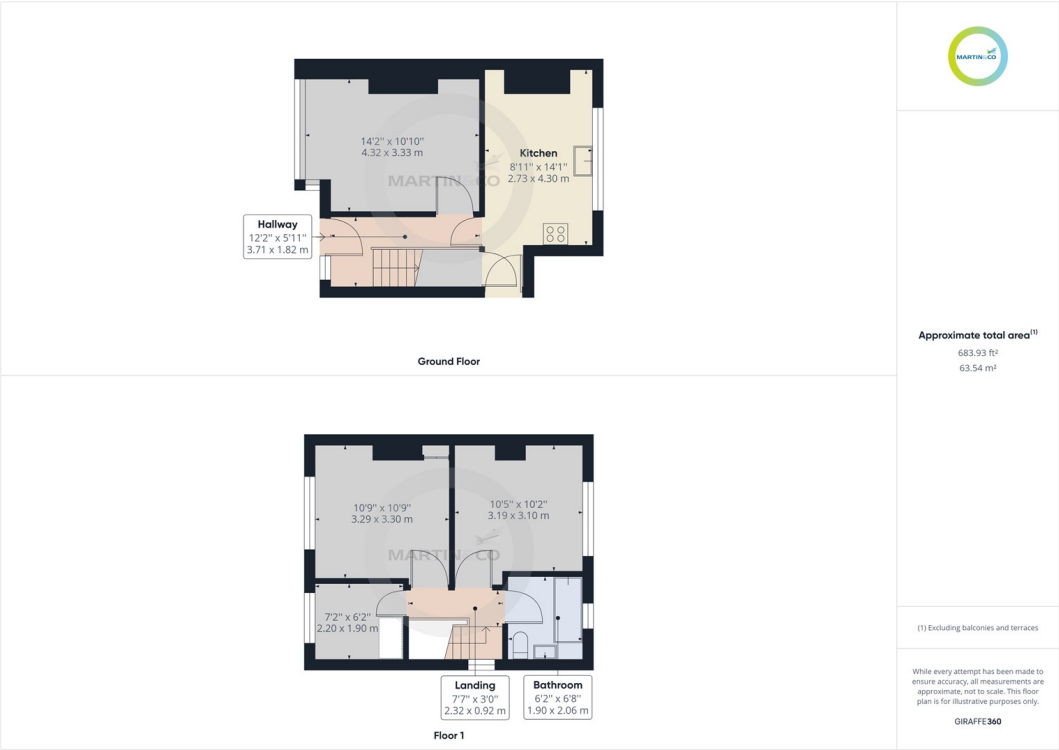 14'2" x 10'10"
4.32 x 3.33 m
Kitchen
8'11" x 14'1"
2.73 x 4.30 m
MARTIN&CO
Hallway
12'2" x 5'11"
3.71 x 1.82 m
Ground Floor
10'9" x 10'9"
3.29 x 3.30 m
10'5" x 10'2"
3.19 x 3.10 m
MARTIN&CO
7'2" x 6'2"
2.20 x 1.90 m
Landing
7'7" x 3'0"
2.32 x 0.92 m
Bathroom
6'2" x 6'8"
1.90 x 2.06 m
Floor 1
MARTIN&CO
Approximate total area(1)
683.93 ft²
63.54 m²
(1) Excluding balconies and terraces
While every attempt has been made to
ensure accuracy, all measurements are
approximate, not to scale. This floor
plan is for illustrative purposes only.
GIRAFFE360